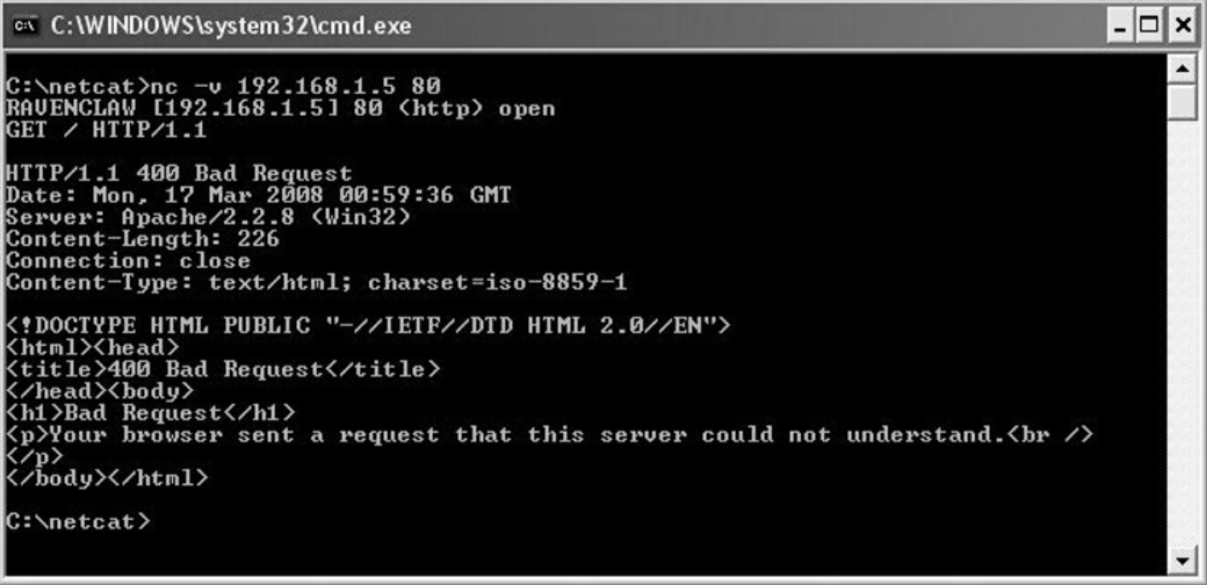 C:\WINDOWS\system32\cmd.exe
C:\netcat>nc -v 192.168.1.5 80
RAVENCLAW [192.168.1.5] 80 (http) open
GET / HTTP/1.1
HTTP/1.1 400 Bad Request
Date: Mon, 17 Mar 2008 00:59:36 GMT
Server: Apache/2.2.8 (Win32)
Content-Length: 226
Connection: close
Content-Type: text/html; charset=iso-8859-1
<!DOCTYPE HTML PUBLIC "-//IETF//DTD HTML 2.0//EN">
<html><head>
<title>400 Bad Request</title>
</head><body>
<h1>Bad Request</h1>
<p>Your browser sent a request that this server could not understand.<br />
</p>
</body></html>
C:\netcat>